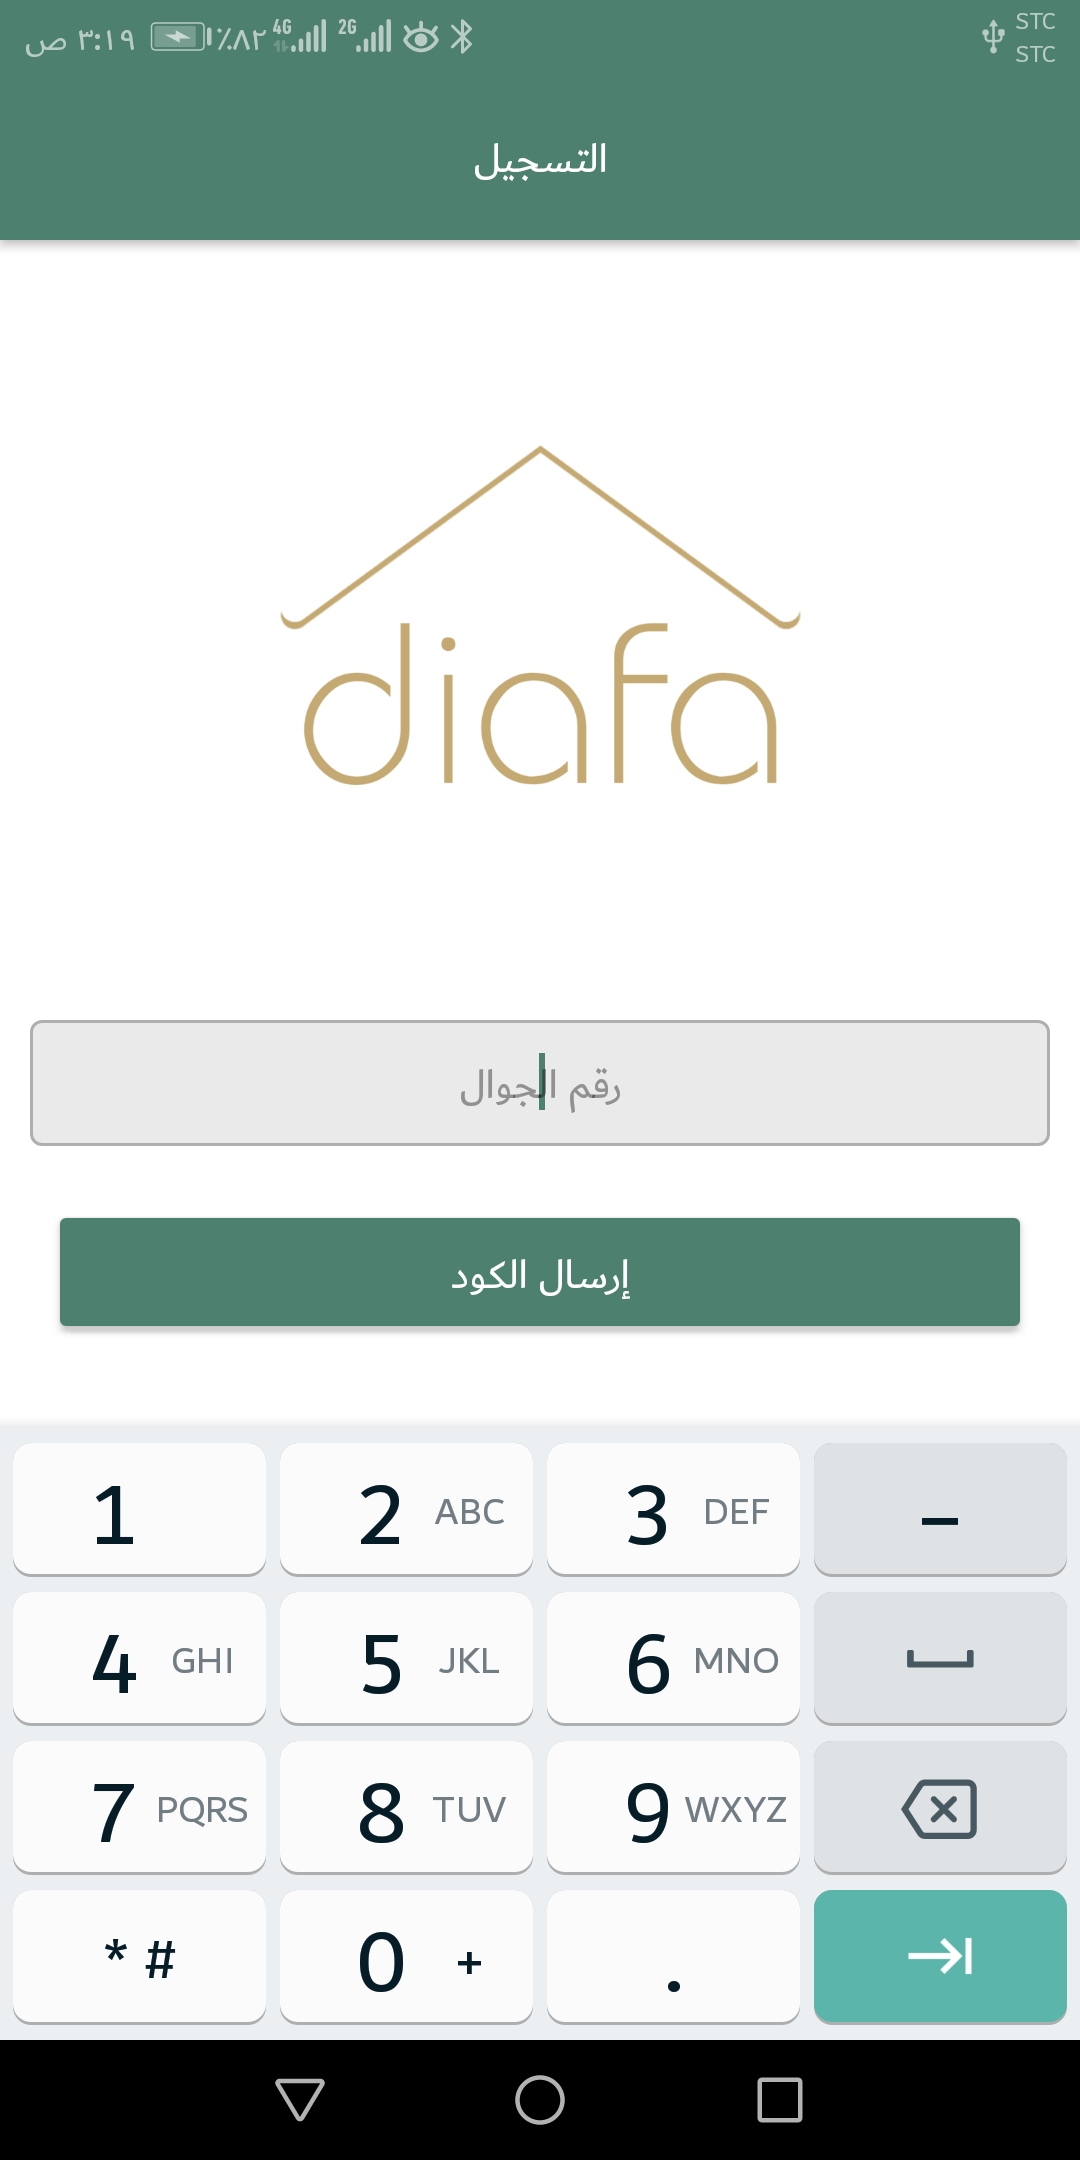 ٣:١٩ ص ٪٨٢ 4G 2G STC
STC
التسجيل
diafa
رقم الجوال
إرسال الكود
1 2 ABC 3 DEF –
4 GHI 5 JKL 6 MNO
7 PQRS 8 TUV 9 WXYZ
* # 0 + .